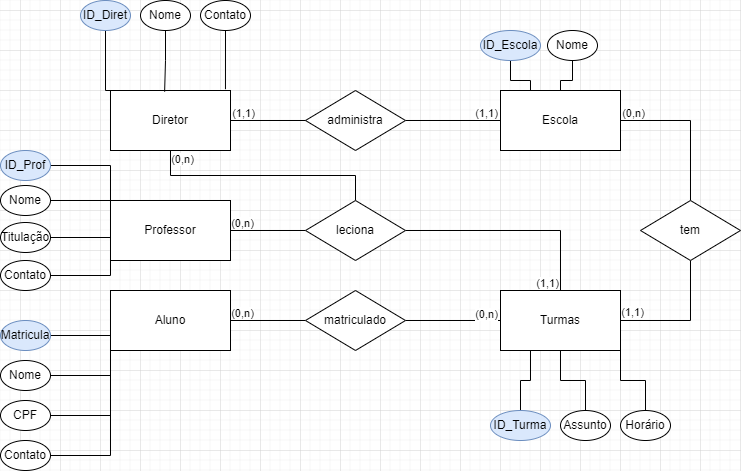 ID_Diret
Nome
Contato
ID_Escola
Nome
Diretor
(1,1)
administra
(1,1)
Escola
(0,n)
(0,n)
ID_Prof
Nome
Titulação
Contato
Professor
(0,n)
leciona
tem
(1,1)
Aluno
(0,n)
matriculado
(0,n)
Turmas
(1,1)
Matricula
Nome
CPF
Contato
ID_Turma
Assunto
Horário